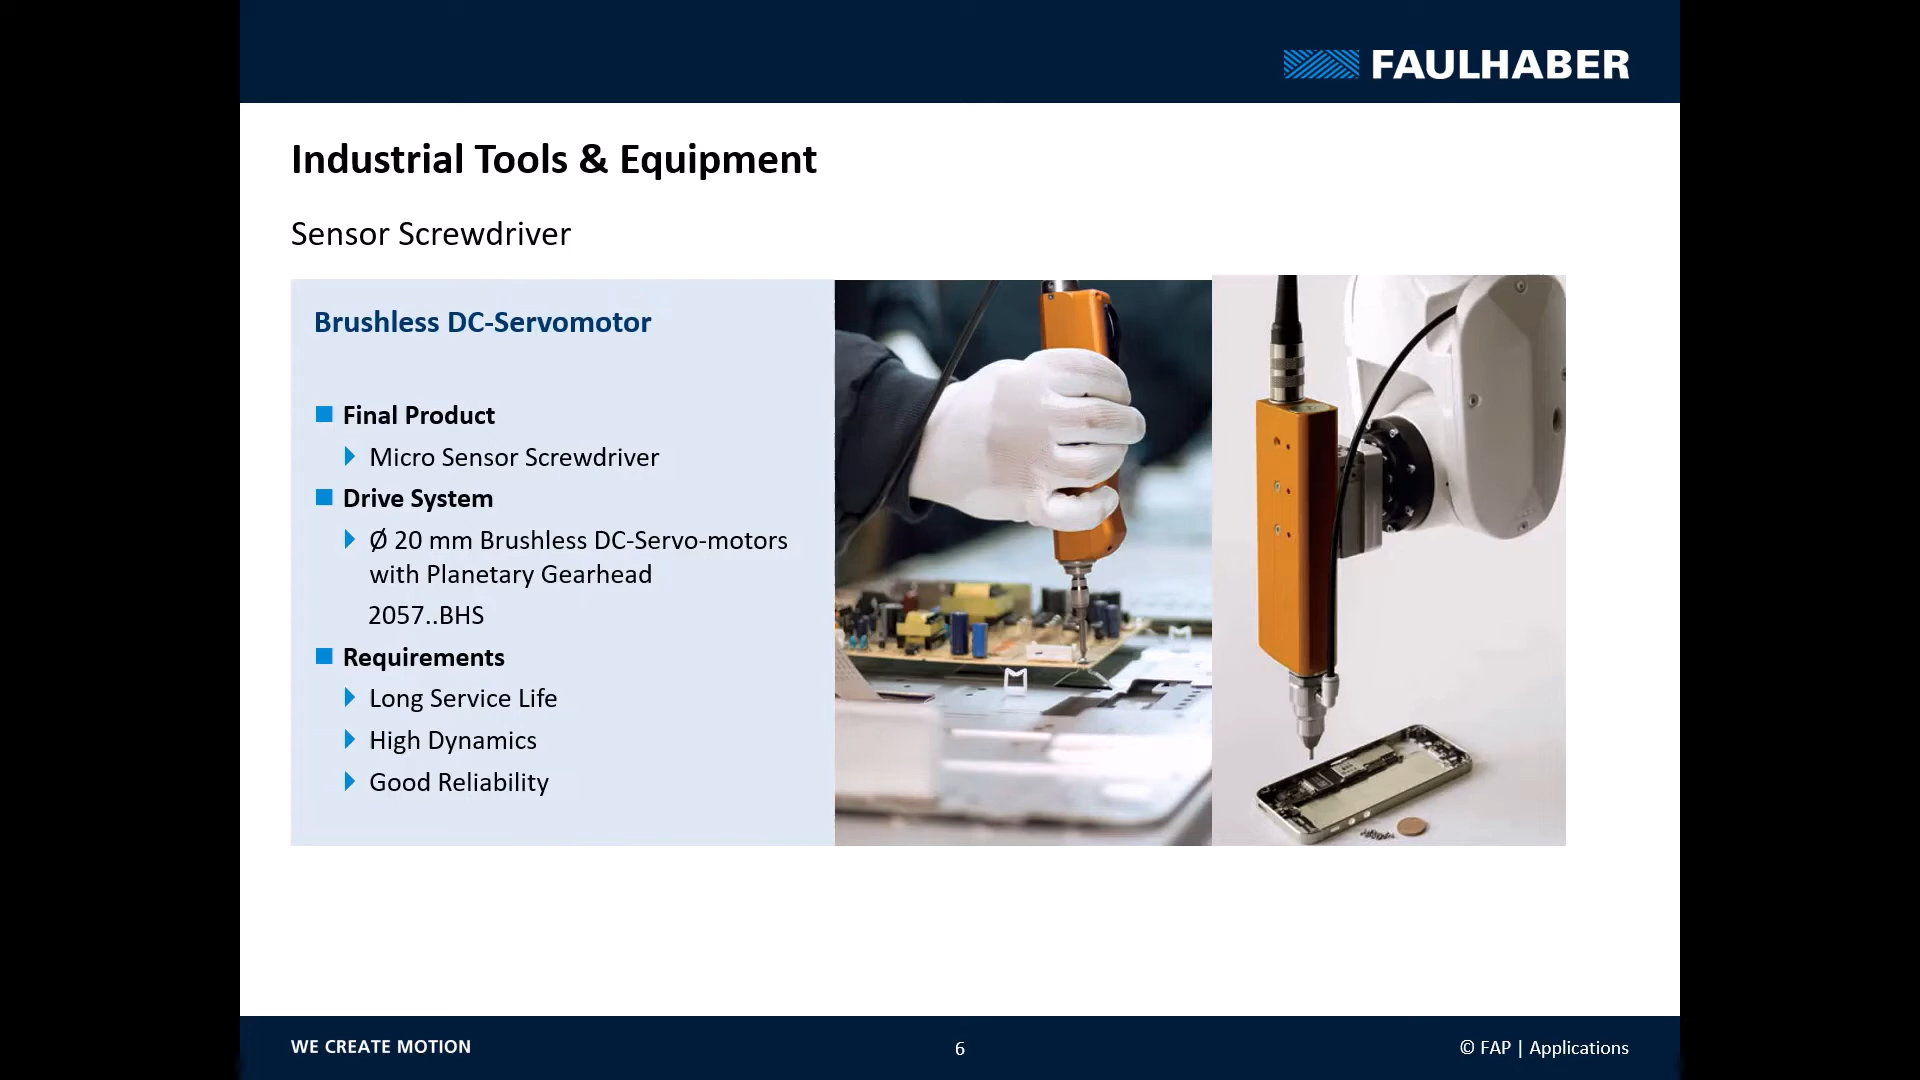 FAULHABER
Industrial Tools & Equipment
Sensor Screwdriver
Brushless DC-Servomotor
Final Product
Micro Sensor Screwdriver
Drive System
Ø 20 mm Brushless DC-Servo-motors
with Planetary Gearhead
2057..BHS
Requirements
Long Service Life
High Dynamics
Good Reliability
WE CREATE MOTION
6
© FAP | Applications